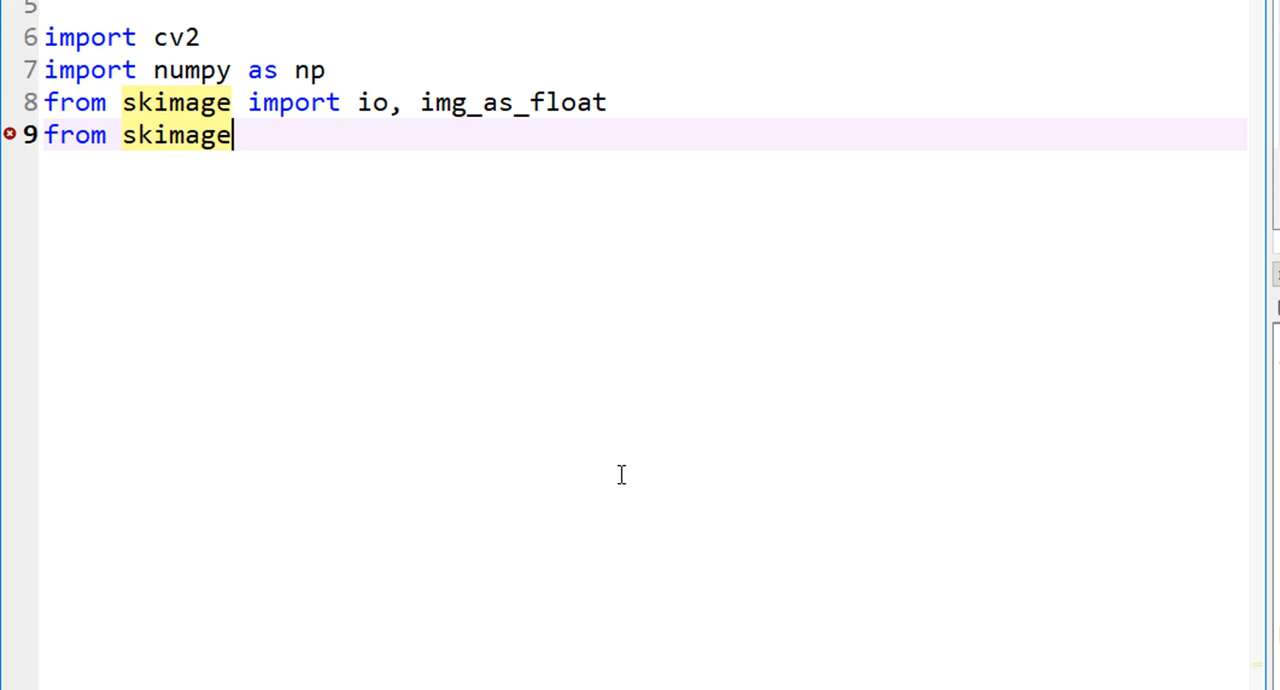 5
6 import cv2
7 import numpy as np
8 from skimage import io, img_as_float
9 from skimage